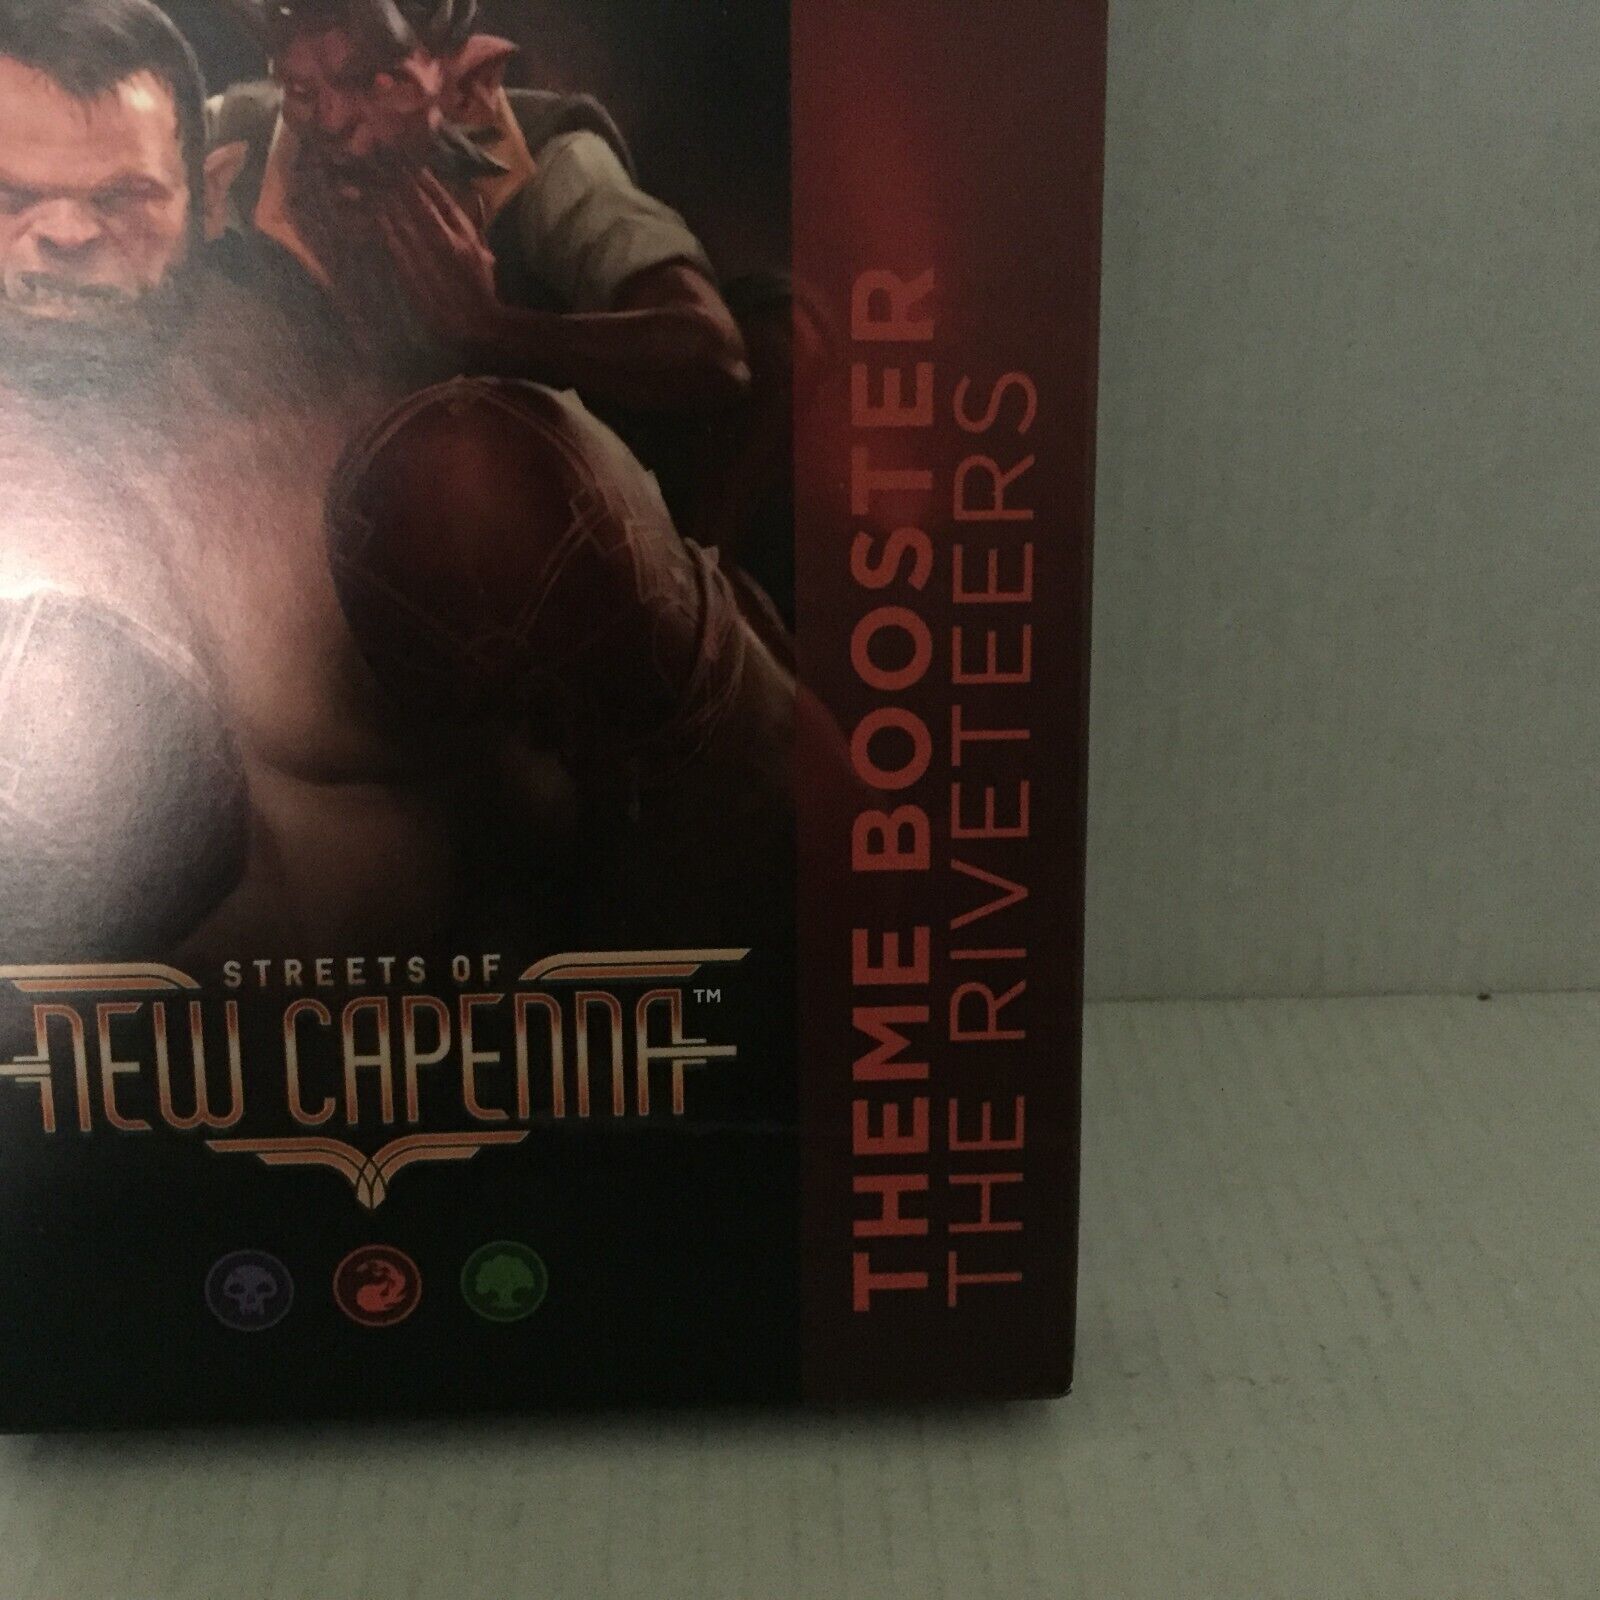 STREETS OF
NEW CAPENNA™
THEME BOOSTER
THE RIVETEERS